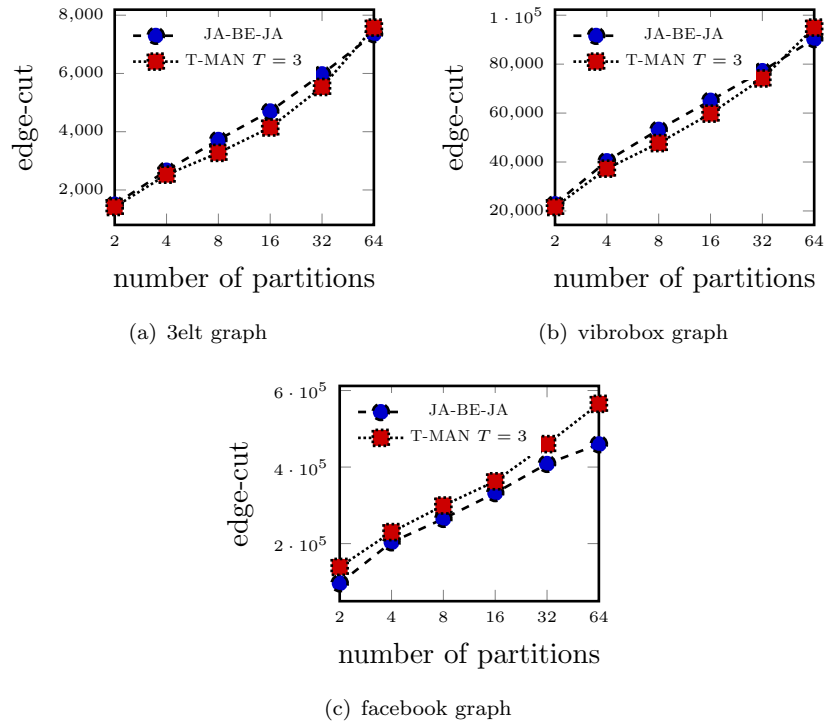 8,000
6,000
4,000
2,000
edge-cut
JA-BE-JA
T-MAN T = 3
2 4 8 16 32 64
number of partitions
(a) 3elt graph
1 · 10^5
80,000
60,000
40,000
20,000
edge-cut
JA-BE-JA
T-MAN T = 3
2 4 8 16 32 64
number of partitions
(b) vibrobox graph
6 · 10^5
4 · 10^5
2 · 10^5
edge-cut
JA-BE-JA
T-MAN T = 3
2 4 8 16 32 64
number of partitions
(c) facebook graph